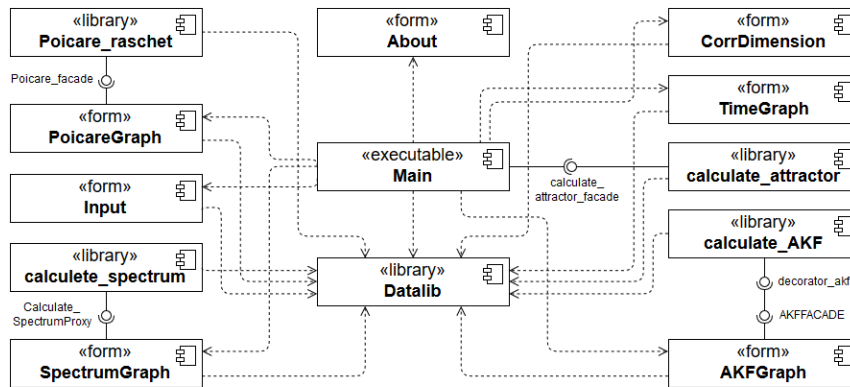 «library»
Poicare_raschet
«form»
About
«form»
CorrDimension
Poicare_facade
«form»
PoicareGraph
«form»
TimeGraph
«executable»
Main
calculate_
attractor_facade
«library»
calculate_attractor
«form»
Input
«library»
calculate_AKF
«library»
calculete_spectrum
«library»
Datalib
decorator_akf
Calculate_
SpectrumProxy
AKFFACADE
«form»
SpectrumGraph
«form»
AKFGraph